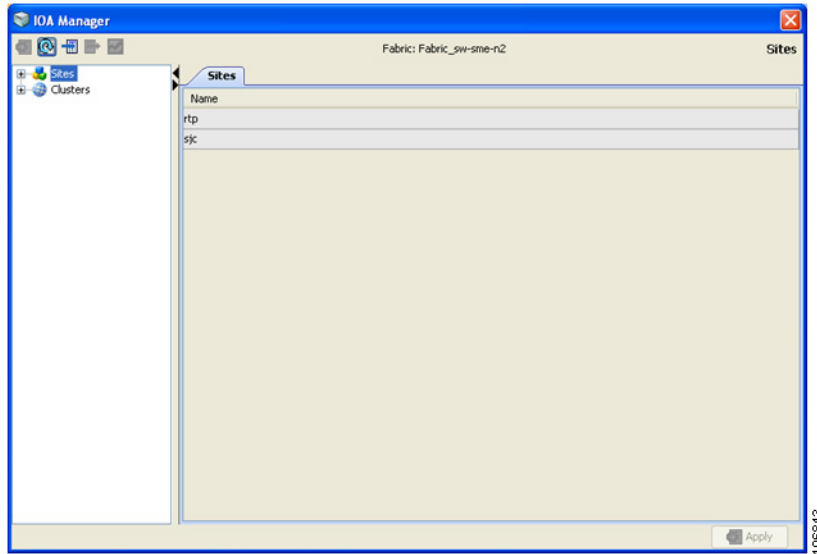 IOA Manager
Fabric: Fabric_sw-sme-n2
Sites
Sites
Clusters
Sites
Name
rtp
sjc
Apply